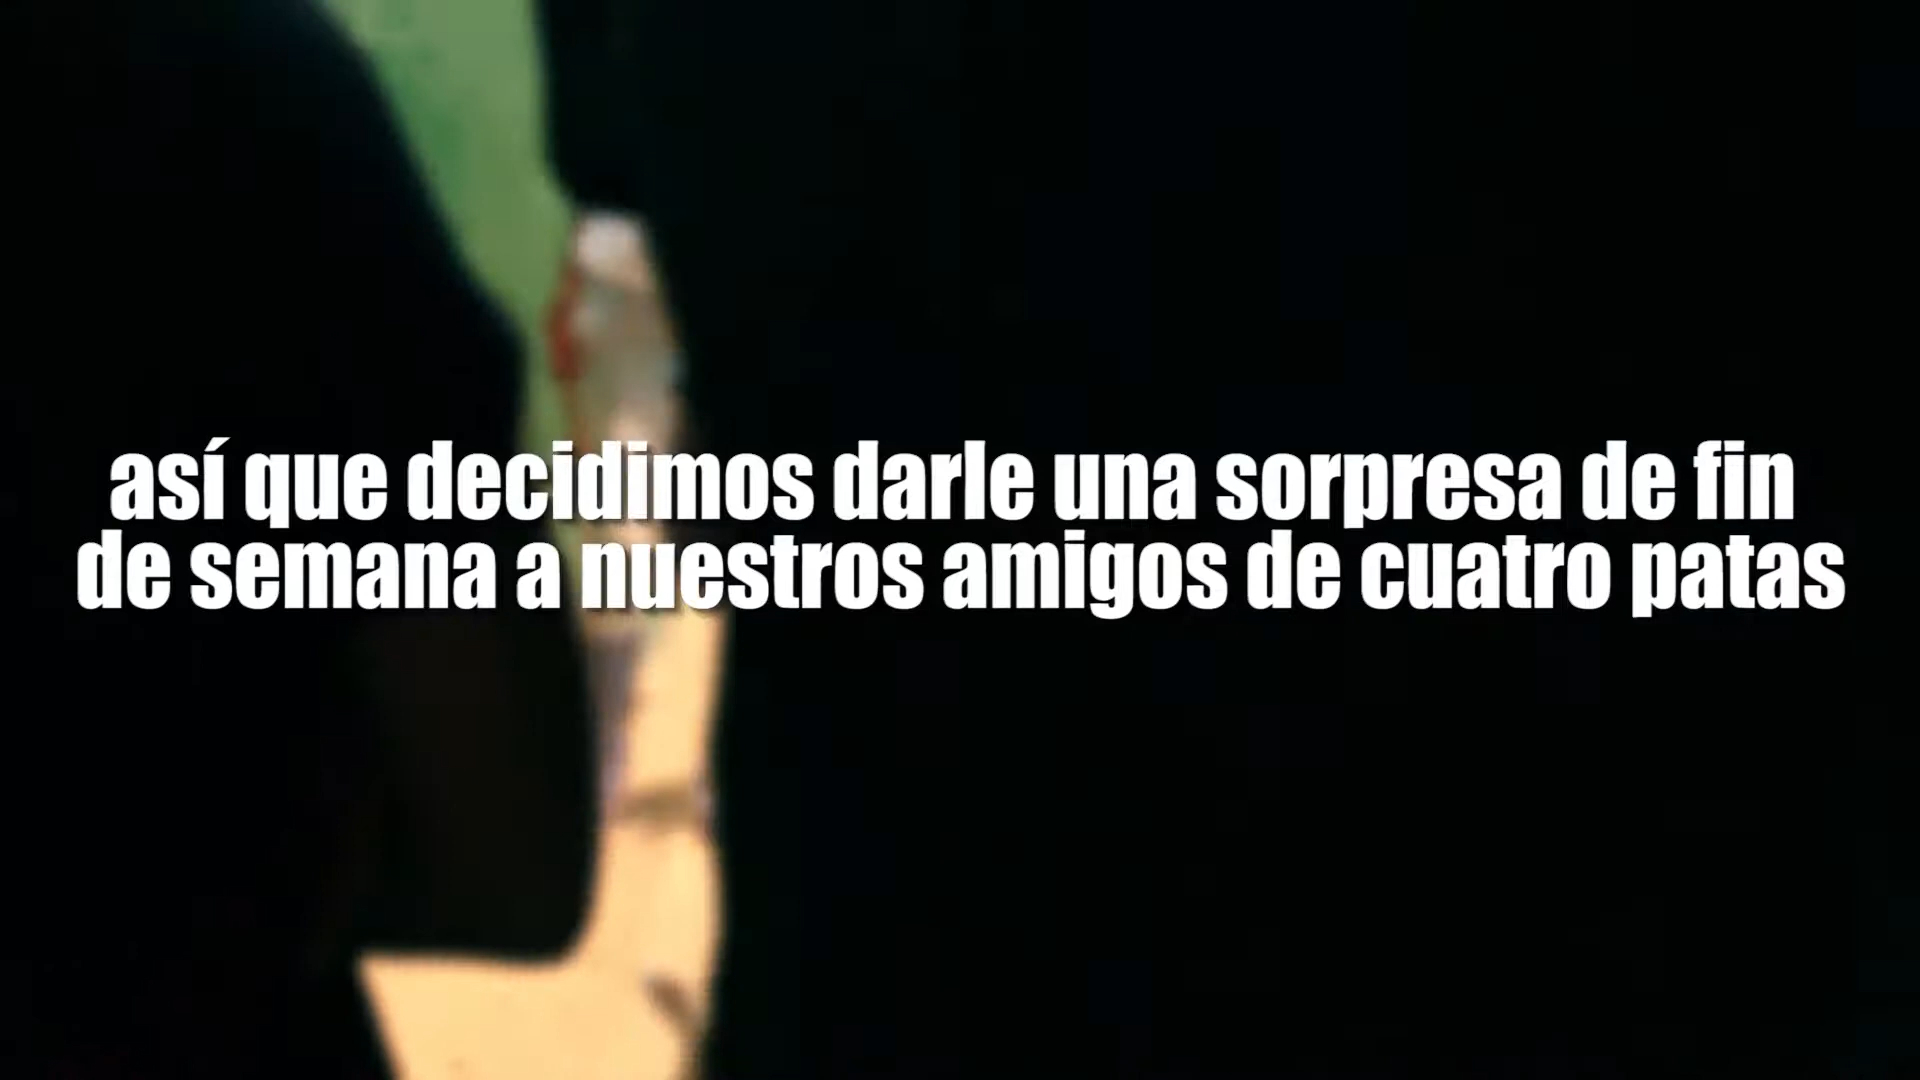 así que decidimos darle una sorpresa de fin
de semana a nuestros amigos de cuatro patas